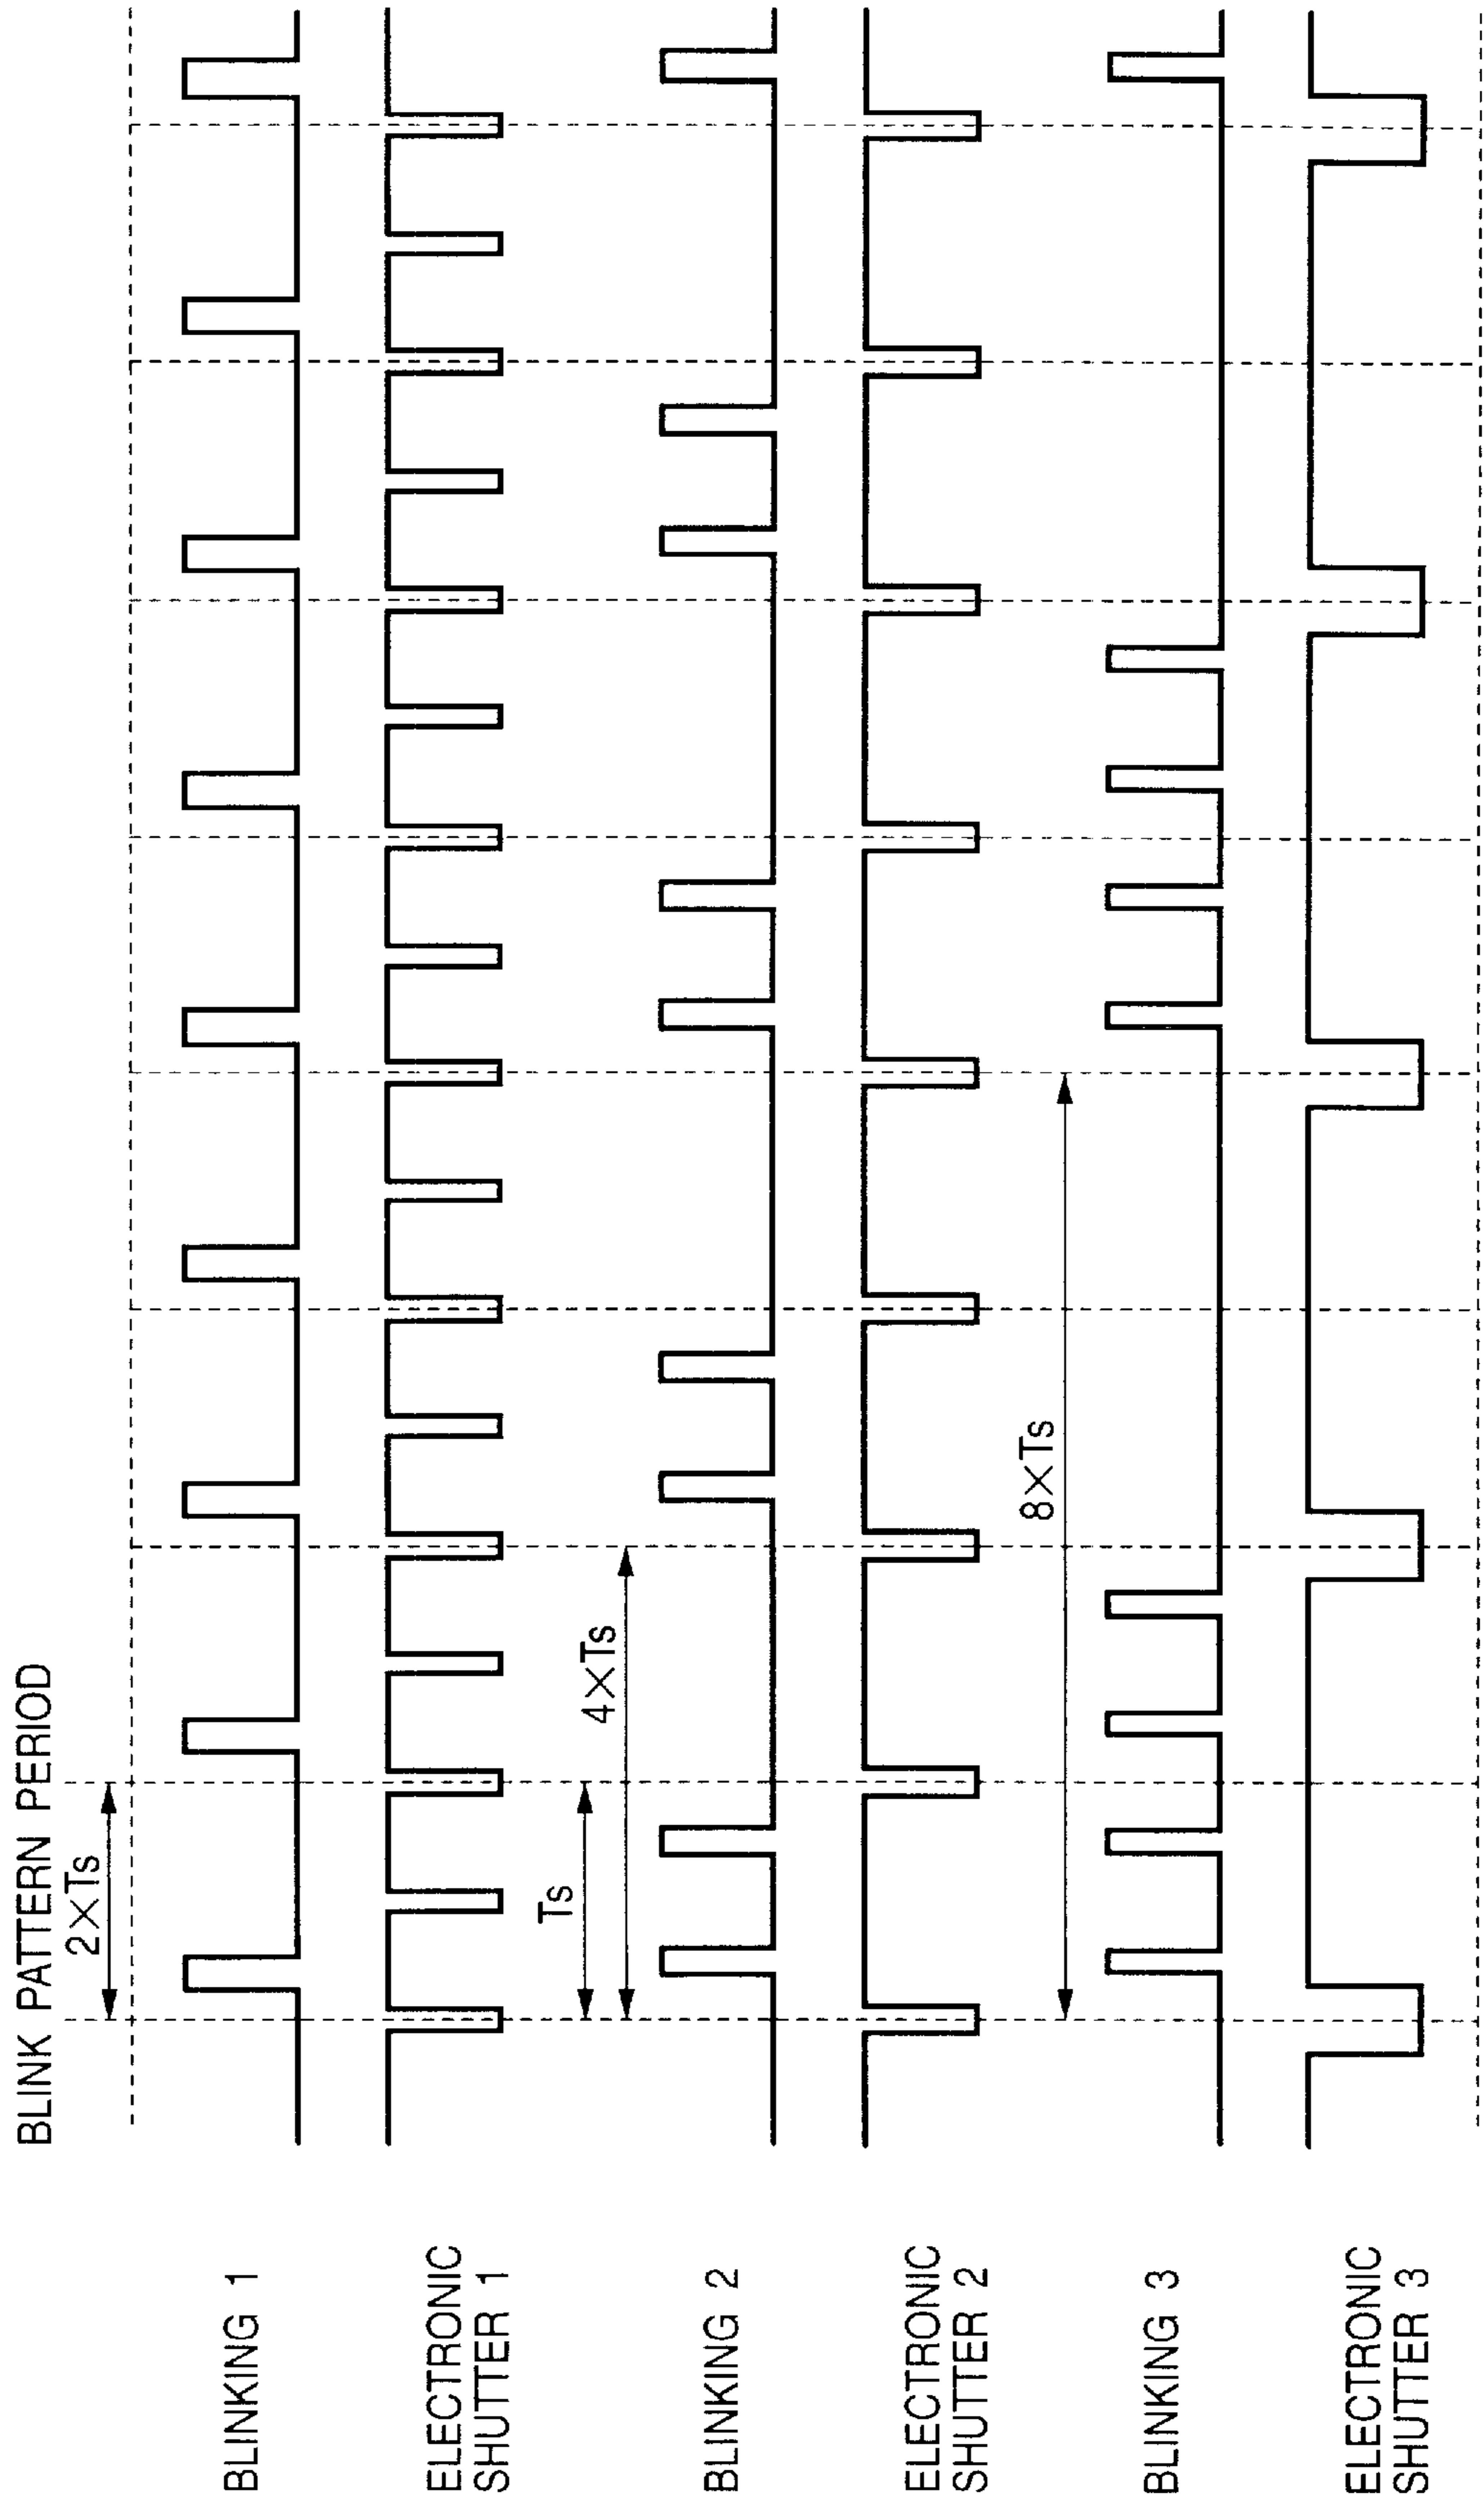 BLINK PATTERN PERIOD
2×Ts
BLINKING 1
ELECTRONIC
SHUTTER 1
Ts
4×Ts
BLINKING 2
ELECTRONIC
SHUTTER 2
8×Ts
BLINKING 3
ELECTRONIC
SHUTTER 3